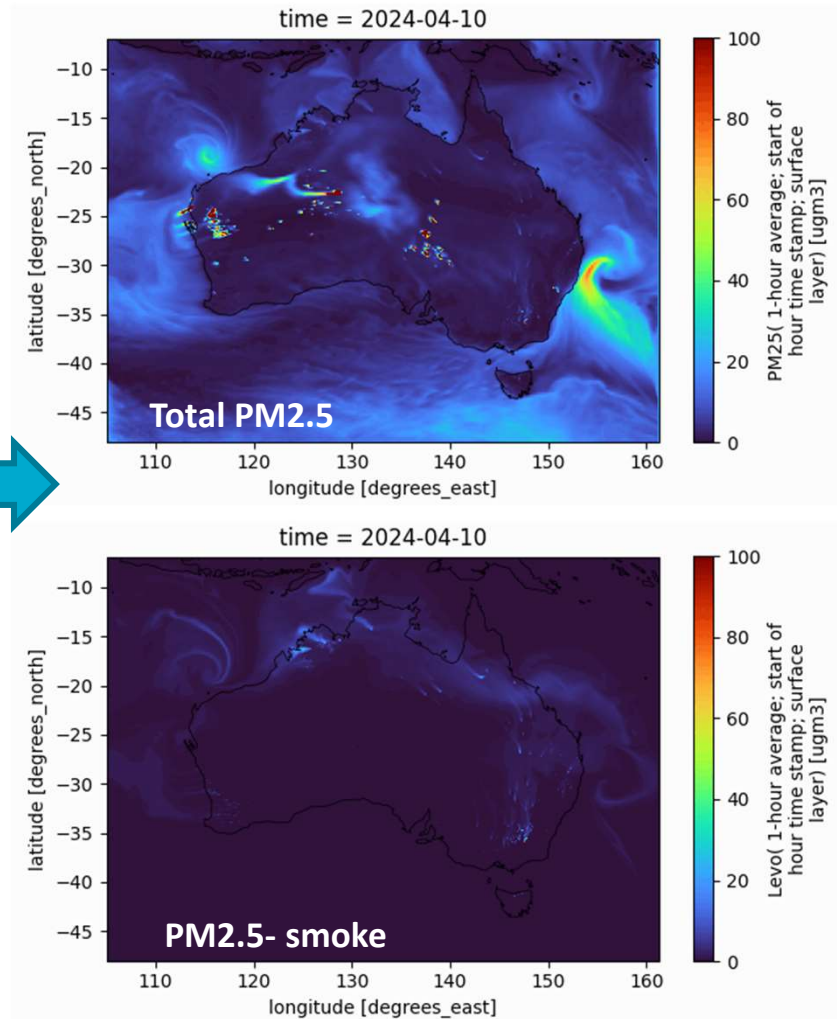 time = 2024-04-10
−10
−15
−20
−25
−30
−35
−40
−45
latitude [degrees_north]
Total PM2.5
110
120
130
140
150
160
longitude [degrees_east]
100
80
60
40
20
0
PM25( 1-hour average; start of
hour time stamp; surface
layer) [ugm3]
time = 2024-04-10
−10
−15
−20
−25
−30
−35
−40
−45
latitude [degrees_north]
PM2.5- smoke
110
120
130
140
150
160
longitude [degrees_east]
100
80
60
40
20
0
Levo( 1-hour average; start of
hour time stamp; surface
layer) [ugm3]